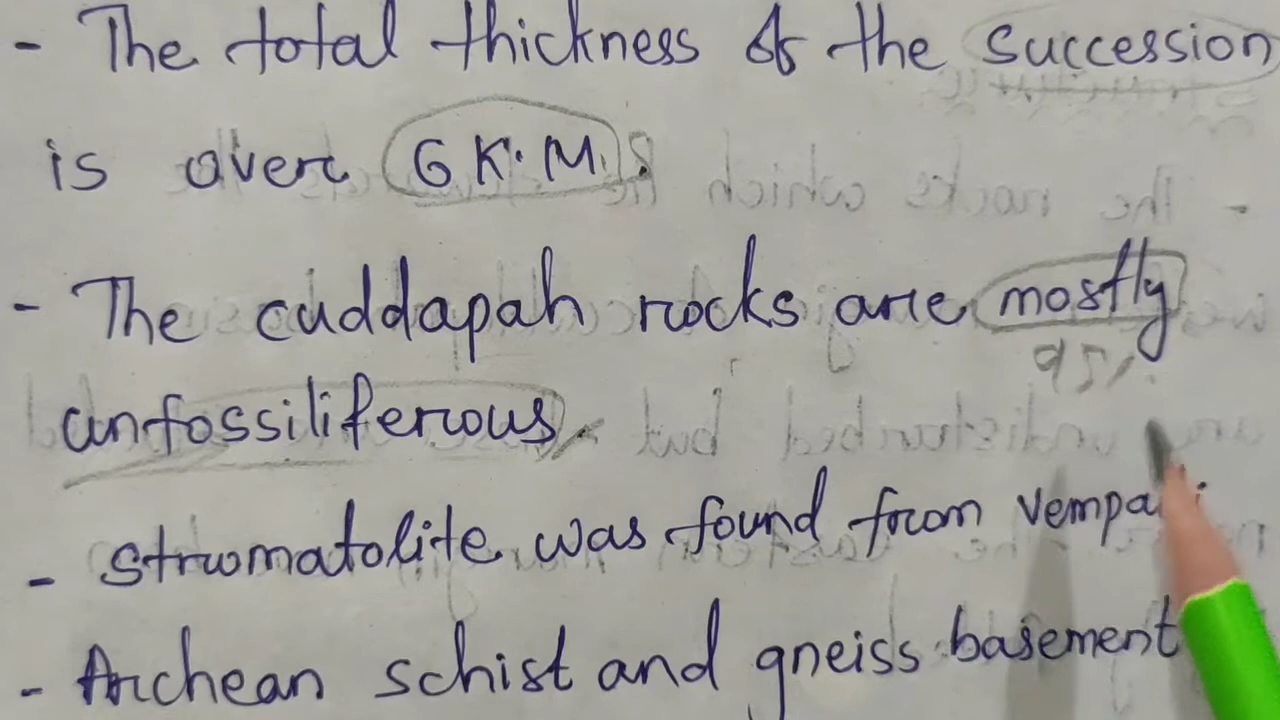 - The total thickness of the succession
is over 6 K.M.
- The cuddapah rocks are mostly
95%
unfossiliferous.
- stromatolite was found from
- Archean schist and gneiss basement